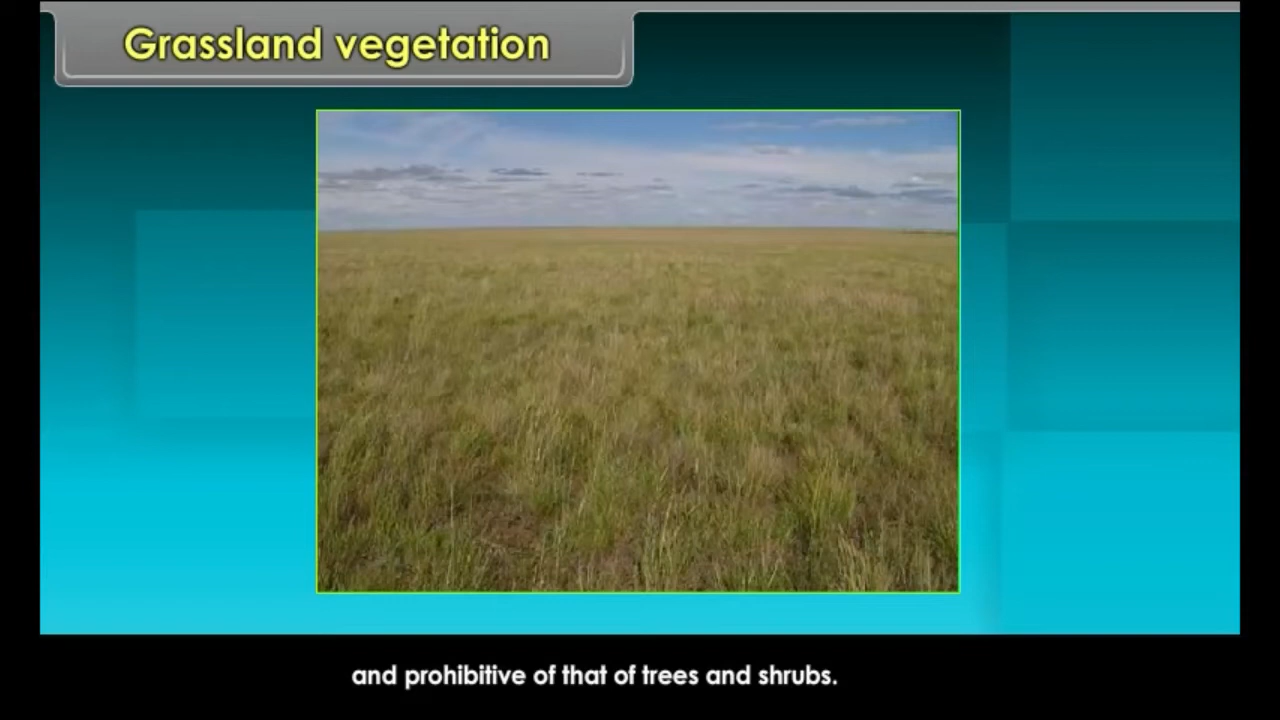 Grassland vegetation
and prohibitive of that of trees and shrubs.